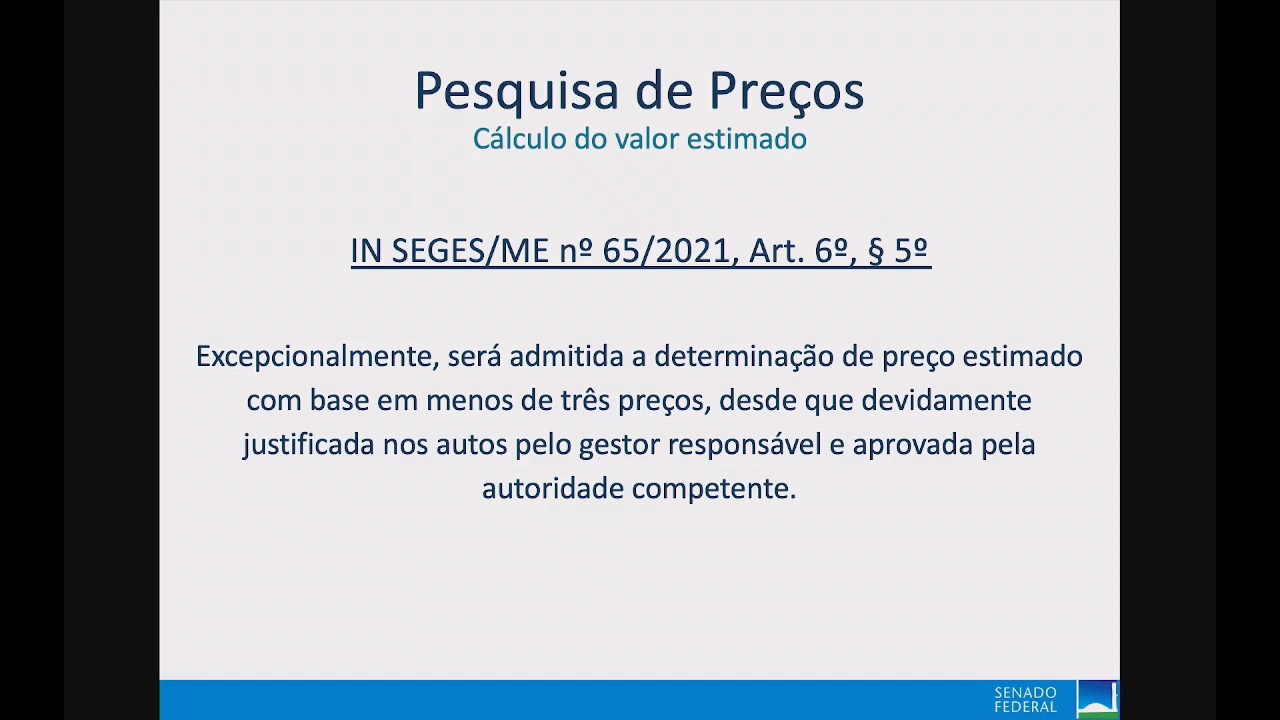 Pesquisa de Preços
Cálculo do valor estimado
IN SEGES/ME nº 65/2021, Art. 6º, § 5º
Excepcionalmente, será admitida a determinação de preço estimado
com base em menos de três preços, desde que devidamente
justificada nos autos pelo gestor responsável e aprovada pela
autoridade competente.
SENADO
FEDERAL